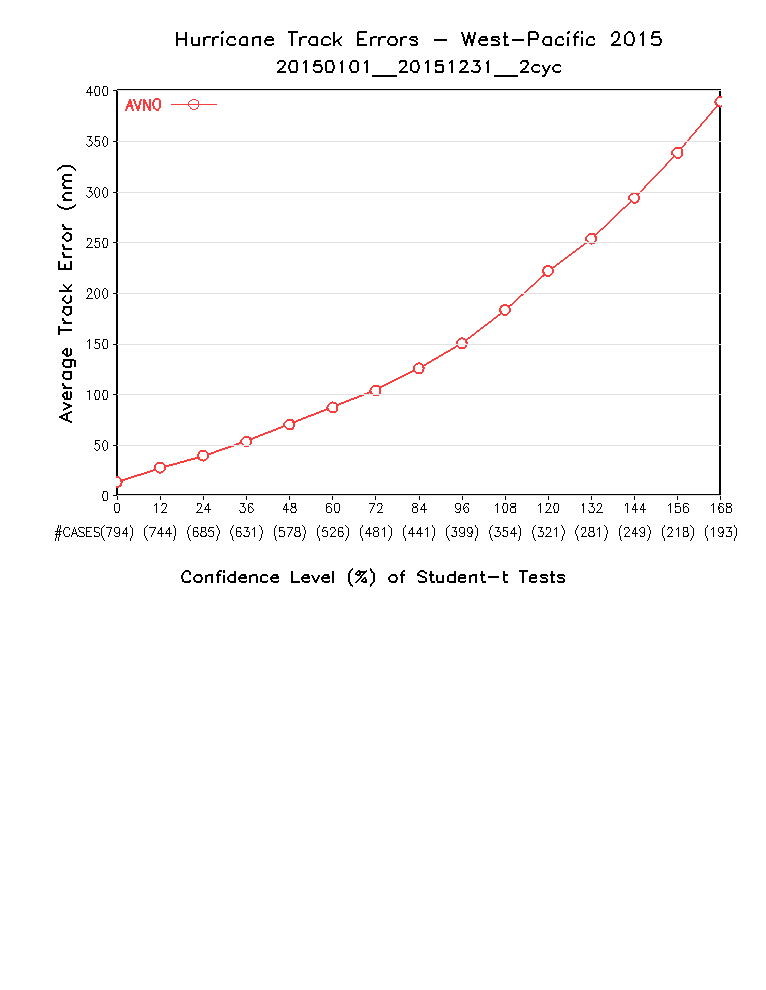 Hurricane Track Errors - West-Pacific 2015
20150101__20151231__2cyc
AVNO
Average Track Error (nm)
400
350
300
250
200
150
100
50
0
0 12 24 36 48 60 72 84 96 108 120 132 144 156 168
#CASES(794) (744) (685) (631) (578) (526) (481) (441) (399) (354) (321) (281) (249) (218) (193)
Confidence Level (%) of Student-t Tests